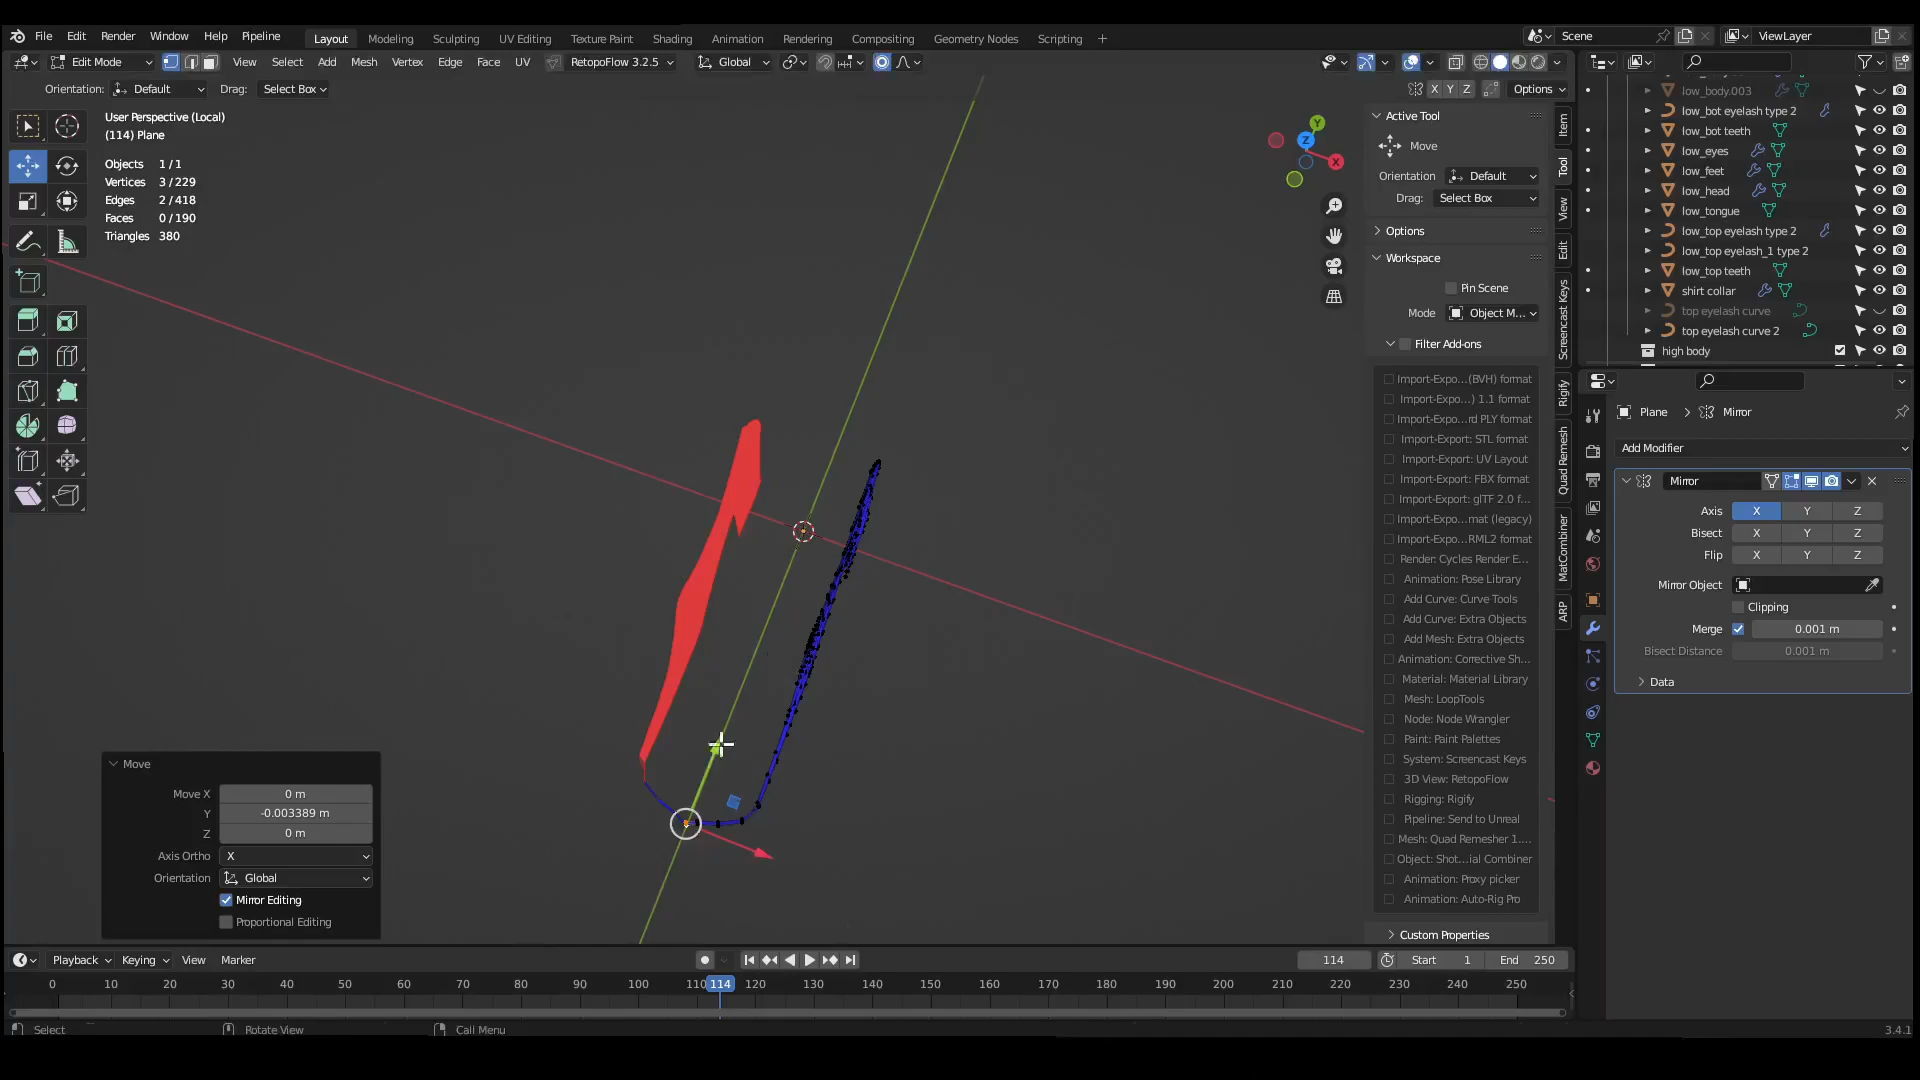 File Edit Render Window Help Pipeline Layout Modeling Sculpting UV Editing Texture Paint Shading Animation Rendering Compositing Geometry Nodes Scripting + Scene ViewLayer
Edit Mode View Select Add Mesh Vertex Edge Face UV RetopoFlow 3.2.5 Global
Orientation: Default Drag: Select Box X Y Z Options
User Perspective (Local)
(114) Plane
Objects 1/1
Vertices 3/229
Edges 2/418
Faces 0/190
Triangles 380
Y
Z
X
Active Tool
Move
Orientation Default
Drag: Select Box
Options
Workspace
Pin Scene
Mode Object M...
Filter Add-ons
Import-Expo...(BVH) format
Import-Expo...) 1.1 format
Import-Expo...rd PLY format
Import-Export: STL format
Import-Export: UV Layout
Import-Export: FBX format
Import-Export: glTF 2.0 f...
Import-Expo...mat (legacy)
Import-Expo...RML2 format
Render: Cycles Render E...
Animation: Pose Library
Add Curve: Curve Tools
Add Curve: Extra Objects
Add Mesh: Extra Objects
Animation: Corrective Sh...
Material: Material Library
Mesh: LoopTools
Node: Node Wrangler
Paint: Paint Palettes
System: Screencast Keys
3D View: RetopoFlow
Rigging: Rigify
Pipeline: Send to Unreal
Mesh: Quad Remesher 1....
Object: Shot...ial Combiner
Animation: Proxy picker
Animation: Auto-Rig Pro
Custom Properties
Item
Tool
View
Edit
Screencast Keys
Rigify
Quad Remesh
MatCombiner
ARP
low_body.003
low_bot eyelash type 2
low_bot teeth
low_eyes
low_feet
low_head
low_tongue
low_top eyelash type 2
low_top eyelash_1 type 2
low_top teeth
shirt collar
top eyelash curve
top eyelash curve 2
high body
Plane > Mirror
Add Modifier
Mirror
Axis X Y Z
Bisect X Y Z
Flip X Y Z
Mirror Object
Clipping
Merge 0.001 m
Bisect Distance 0.001 m
Data
Move
Move X 0 m
Y -0.003389 m
Z 0 m
Axis Ortho X
Orientation Global
Mirror Editing
Proportional Editing
Playback Keying View Marker 114 Start 1 End 250
0 10 20 30 40 50 60 70 80 90 100 110 114 120 130 140 150 160 170 180 190 200 210 220 230 240 250
Select Rotate View Call Menu 3.4.1